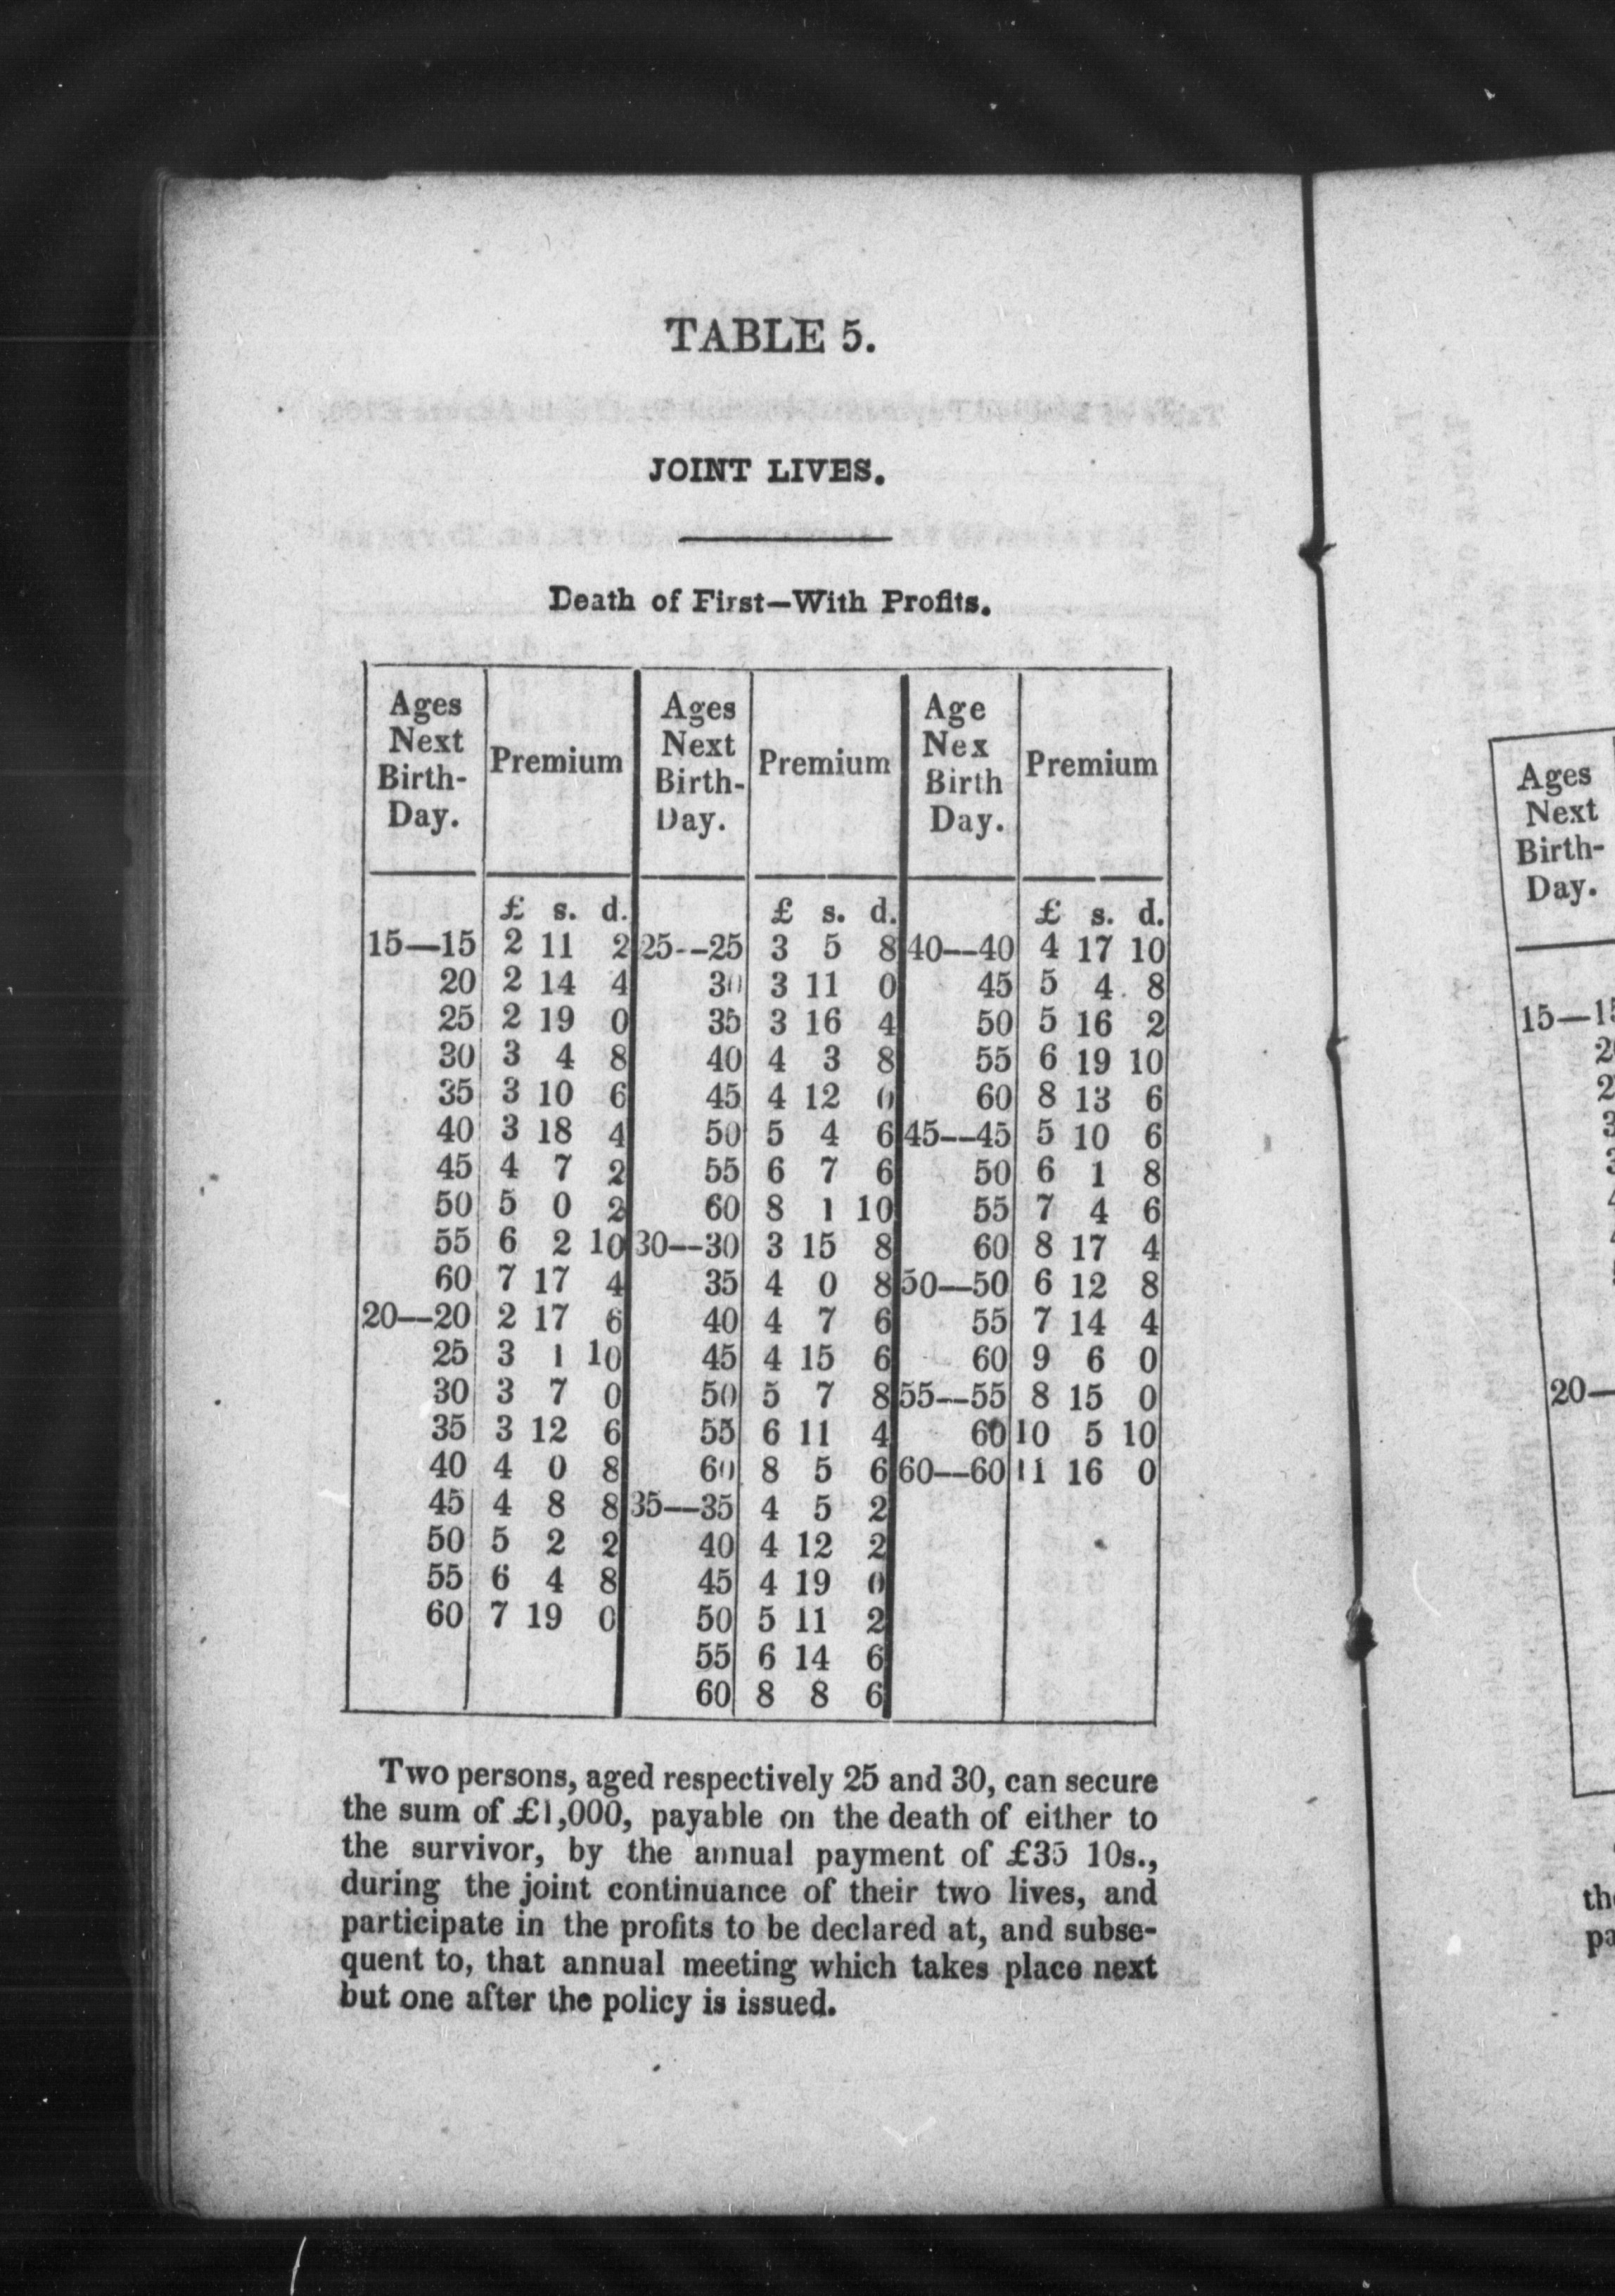 TABLE 5.
JOINT LIVES.
Death of First—With Profits.
Ages Next Birth- Day. Premium Ages Next Birth- Day. Premium Age Nex Birth Day. Premium
£ s. d. £ s. d. £ s. d.
15—15 2 11 2 25--25 3 5 8 40—40 4 17 10
20 2 14 4 30 3 11 0 45 5 4 8
25 2 19 0 35 3 16 4 50 5 16 2
30 3 4 8 40 4 3 8 55 6 19 10
35 3 10 6 45 4 12 0 60 8 13 6
40 3 18 4 50 5 4 6 45—45 5 10 6
45 4 7 2 55 6 7 6 50 6 1 8
50 5 0 2 60 8 1 10 55 7 4 6
55 6 2 10 30—30 3 15 8 60 8 17 4
60 7 17 4 35 4 0 8 50—50 6 12 8
20—20 2 17 6 40 4 7 6 55 7 14 4
25 3 1 10 45 4 15 6 60 9 6 0
30 3 7 0 50 5 7 8 55—55 8 15 0
35 3 12 6 55 6 11 4 60 10 5 10
40 4 0 8 60 8 5 6 60—60 11 16 0
45 4 8 8 35—35 4 5 2
50 5 2 2 40 4 12 2
55 6 4 8 45 4 19 0
60 7 19 0 50 5 11 2
55 6 14 6
60 8 8 6
Two persons, aged respectively 25 and 30, can secure
the sum of £1,000, payable on the death of either to
the survivor, by the annual payment of £35 10s.,
during the joint continuance of their two lives, and
participate in the profits to be declared at, and subse-
quent to, that annual meeting which takes place next
but one after the policy is issued.
Ages
Next
Birth-
Day.
15—
20—